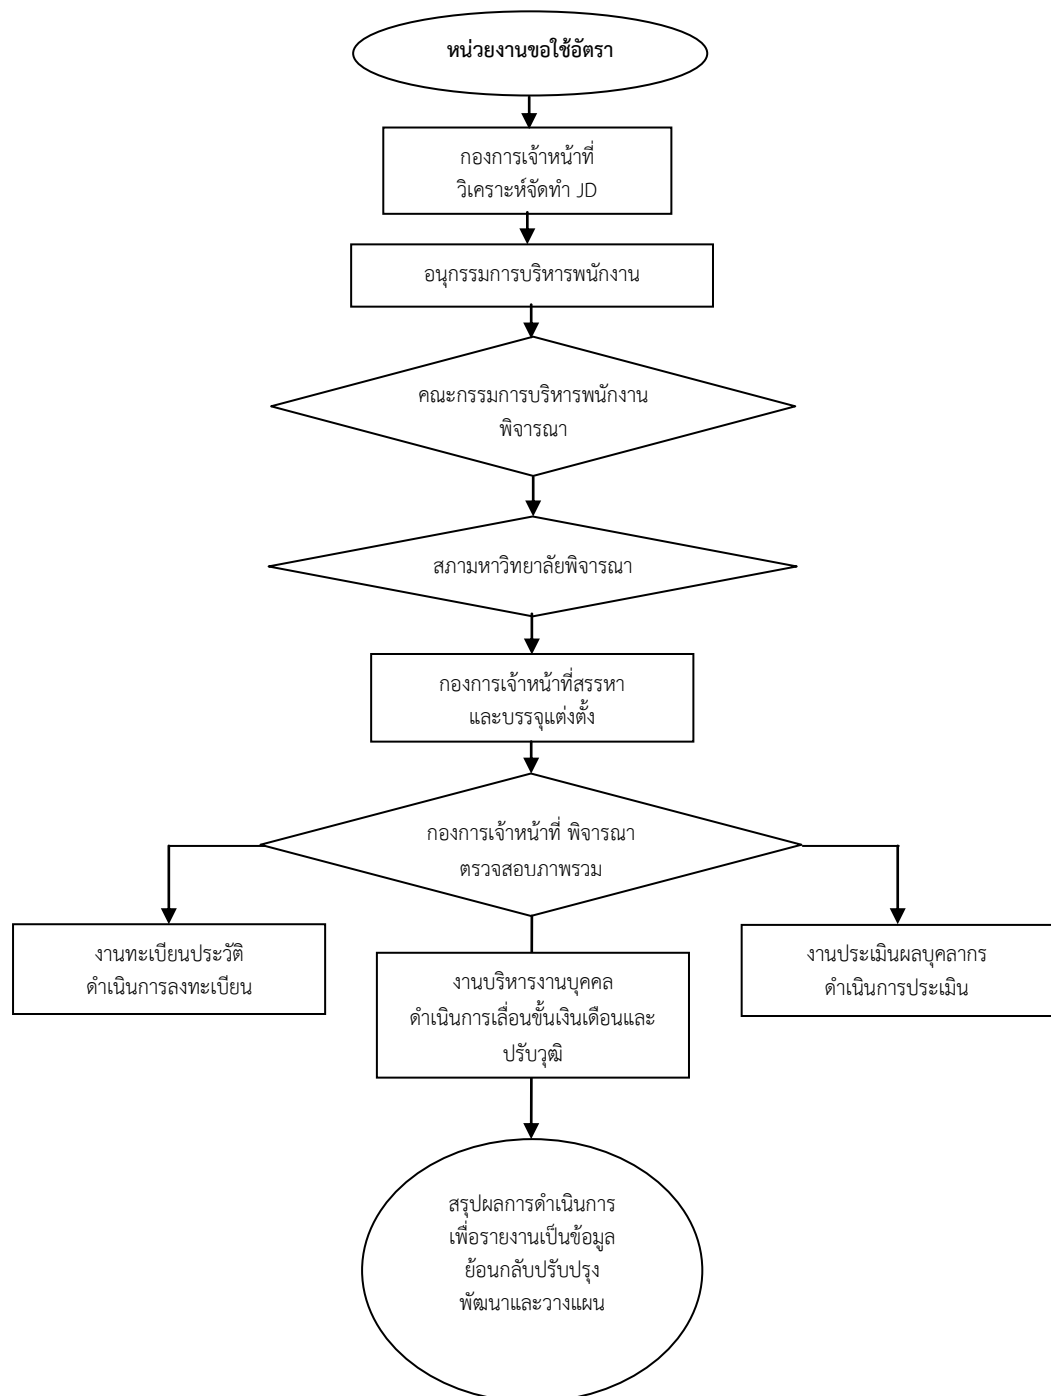 หน่วยงานขอใช้อัตรา
กองการเจ้าหน้าที่
วิเคราะห์จัดทำ JD
อนุกรรมการบริหารพนักงาน
คณะกรรมการบริหารพนักงาน
พิจารณา
สภามหาวิทยาลัยพิจารณา
กองการเจ้าหน้าที่สรรหา
และบรรจุแต่งตั้ง
กองการเจ้าหน้าที่ พิจารณา
ตรวจสอบภาพรวม
งานทะเบียนประวัติ
ดำเนินการลงทะเบียน
งานบริหารงานบุคคล
ดำเนินการเลื่อนขั้นเงินเดือนและ
ปรับวุฒิ
งานประเมินผลบุคลากร
ดำเนินการประเมิน
สรุปผลการดำเนินการ
เพื่อรายงานเป็นข้อมูล
ย้อนกลับปรับปรุง
พัฒนาและวางแผน